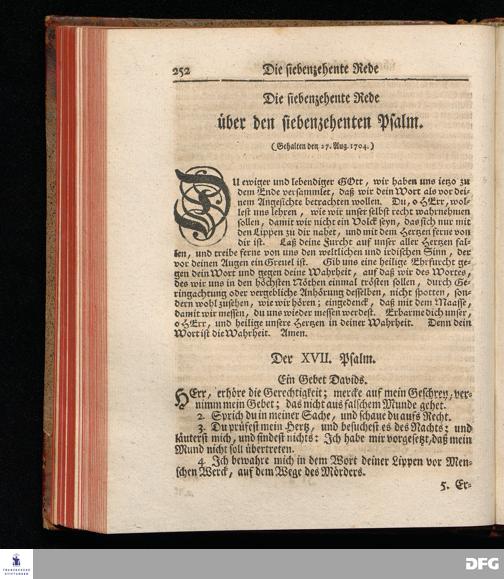 252 Die siebenzehente Rede
Die siebenzehente Rede
über den siebenzehenten Psalm.
(Gehalten den 27. Aug. 1704.)
DU ewiger und lebendiger GOtt, wir haben uns ietzo zu
dem Ende versammlet, daß wir dein Wort als vor dei-
nem Angesichte betrachten wollen. Du, o HErr, wol-
lest uns lehren, wie wir unser selbst recht wahrnehmen
sollen, damit wir nicht ein Volck seyn, das sich nur mit
den Lippen zu dir nahet, und mit dem Hertzen ferne von
dir ist. Laß deine Furcht auf unser aller Hertzen fal-
len, und treibe ferne von uns den weltlichen und irdischen Sinn, der
vor deinen Augen ein Greuel ist. Gib uns eine heilige Ehrfurcht ge-
gen dein Wort und gegen deine Wahrheit, auf daß wir des Wortes,
des wir uns in den höchsten Nöthen einmal trösten sollen, durch Ge-
ringachtung oder vergebliche Anhörung desselben, nicht spotten, son-
dern wohl zusehen, wie wir hören; eingedenck, daß mit dem Maasse,
damit wir messen, du uns wieder messen werdest. Erbarme dich unser,
o HErr, und heilige unsere Hertzen in deiner Wahrheit. Denn dein
Wort ist die Wahrheit. Amen.
Der XVII. Psalm.
Ein Gebet Davids.
HErr, erhöre die Gerechtigkeit; mercke auf mein Geschrey, ver-
nimm mein Gebet; das nicht aus falschem Munde gehet.
2. Sprich du in meiner Sache, und schaue du aufs Recht.
3. Du prüfest mein Hertz, und besuchest es des Nachts: und
läuterst mich, und findest nichts: Ich habe mir vorgesetzt, daß mein
Mund nicht soll übertreten.
4. Ich bewahre mich in dem Wort deiner Lippen vor Men-
schen Werck, auf dem Wege des Mörders.
5. Er-
FRANCKESCHE
STIFTUNGEN
DFG